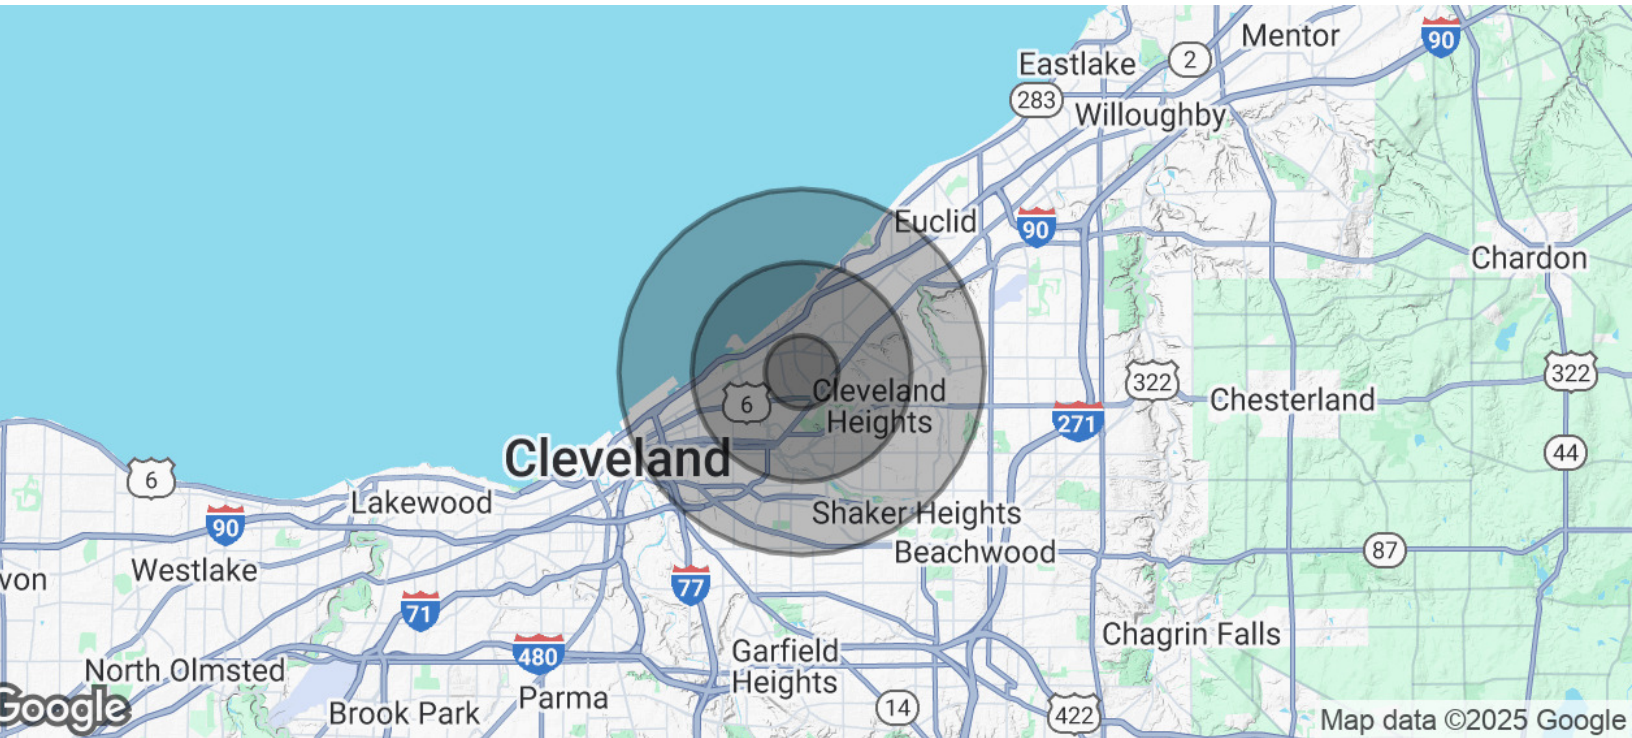 Mentor
90
2
Eastlake
283
Willoughby
Euclid
90
Chardon
322
322
Cleveland
Heights
6
Chesterland
271
Cleveland
44
6
Lakewood
Shaker Heights
90
Beachwood
87
Westlake
von
77
71
Chagrin Falls
480
Garfield
Heights
North Olmsted
Parma
Brook Park
14
422
Google
Map data ©2025 Google